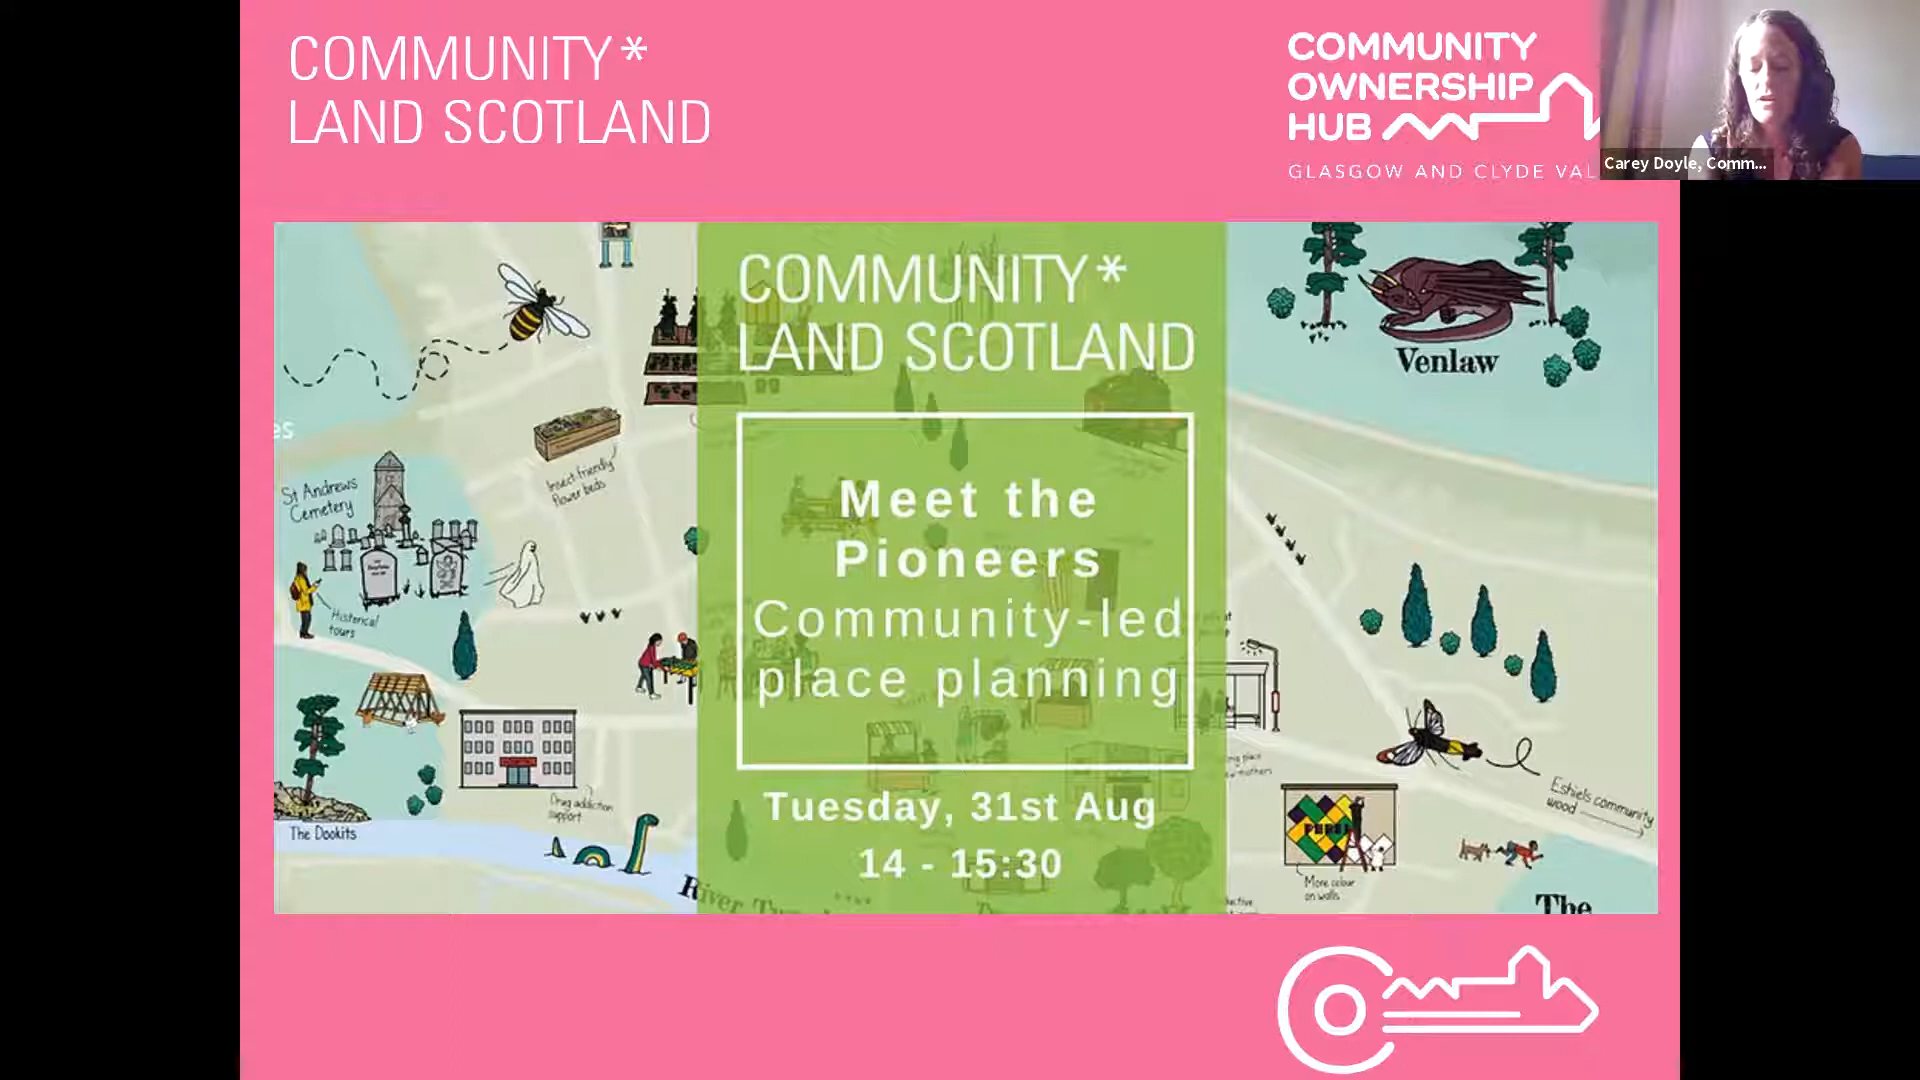 COMMUNITY*
LAND SCOTLAND
COMMUNITY
OWNERSHIP
HUB
GLASGOW AND CLYDE VAL
Carey Doyle, Comm...
COMMUNITY*
LAND SCOTLAND
Meet the
Pioneers
Community-led
place planning
Tuesday, 31st Aug
14 - 15:30
es
Insect-friendly
flower beds
St Andrews
Cemetery
Historical
tours
Drug addiction
support
The Dookits
River
Venlaw
Eshiels community
wood
More colour
on walls
The